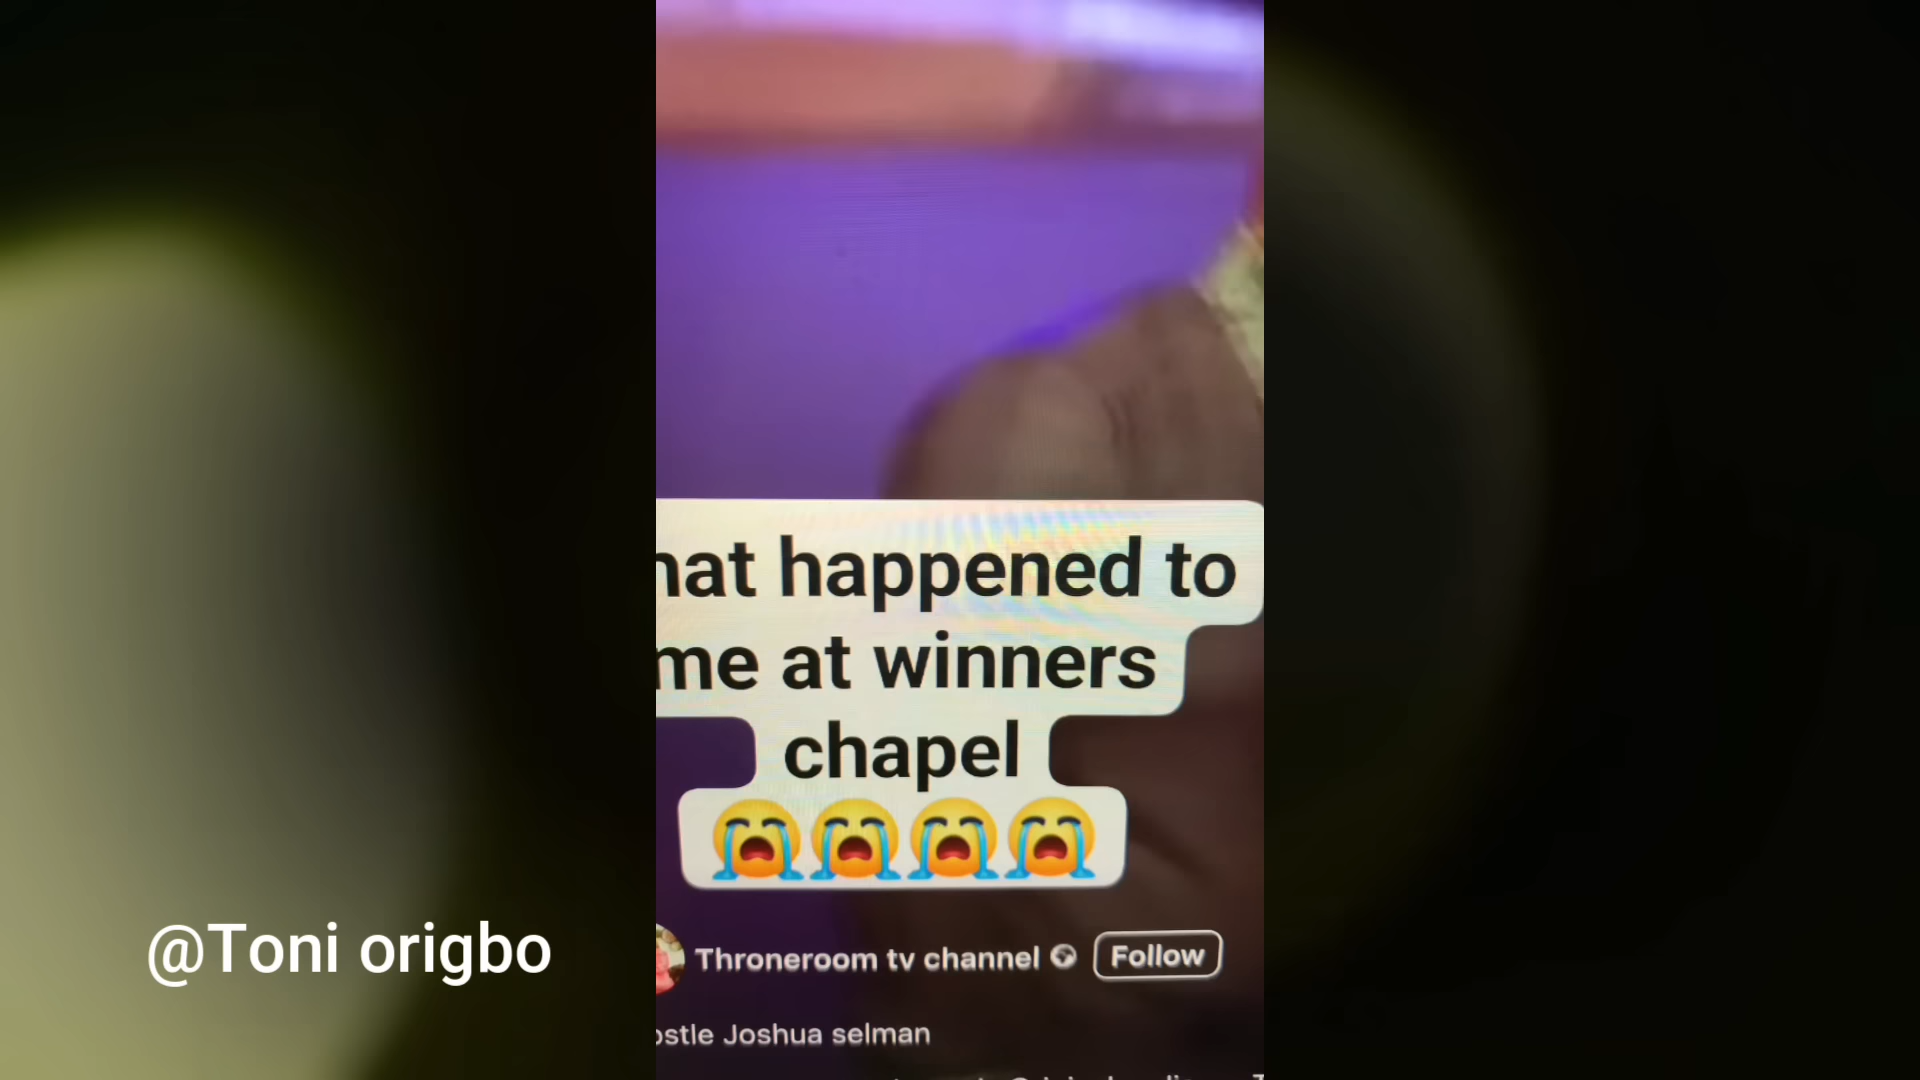 hat happened to
me at winners
chapel
😭😭😭😭
@Toni origbo
Throneroom tv channel
Follow
ostle Joshua selman